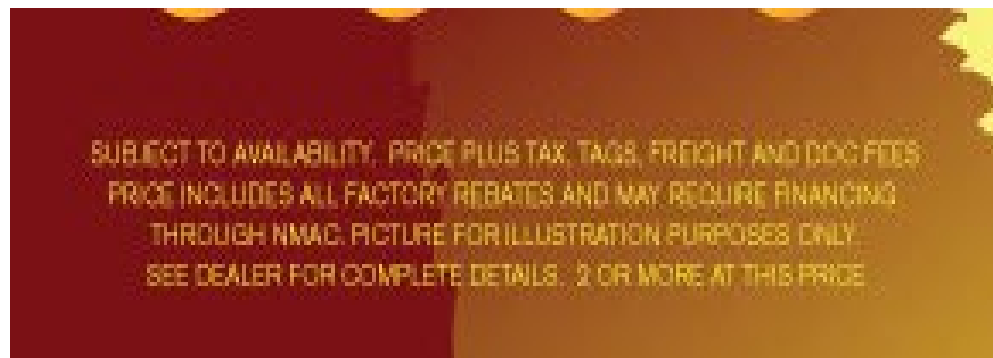 SUBJECT TO AVAILABILITY. PRICE PLUS TAX, TAGS, FREIGHT AND DOC FEES
PRICE INCLUDES ALL FACTORY REBATES AND MAY REQUIRE FINANCING
THROUGH NMAC. PICTURE FOR ILLUSTRATION PURPOSES ONLY.
SEE DEALER FOR COMPLETE DETAILS. 2 OR MORE AT THIS PRICE